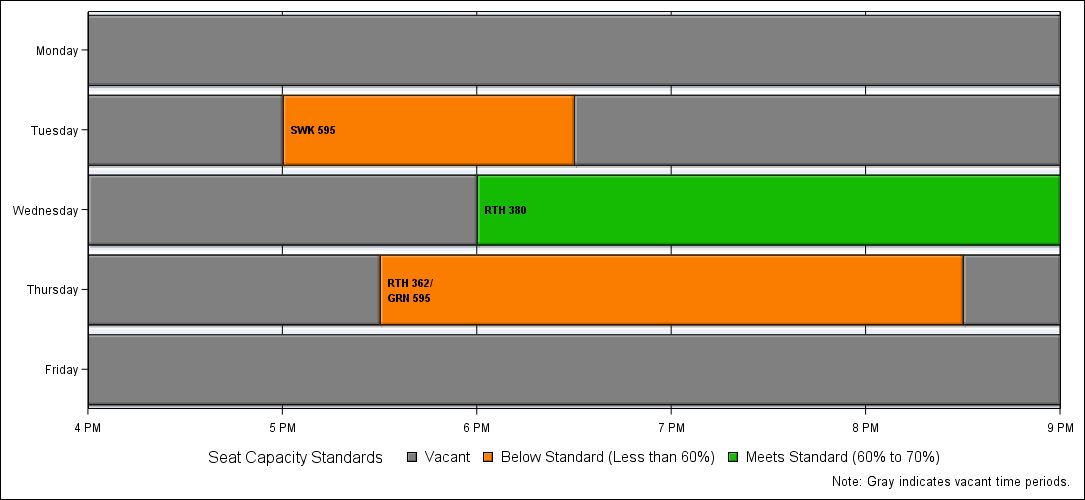 Monday
Tuesday
SWK 595
Wednesday
RTH 380
Thursday
RTH 362/
GRN 595
Friday
4 PM 5 PM 6 PM 7 PM 8 PM 9 PM
Seat Capacity Standards Vacant Below Standard (Less than 60%) Meets Standard (60% to 70%)
Note: Gray indicates vacant time periods.